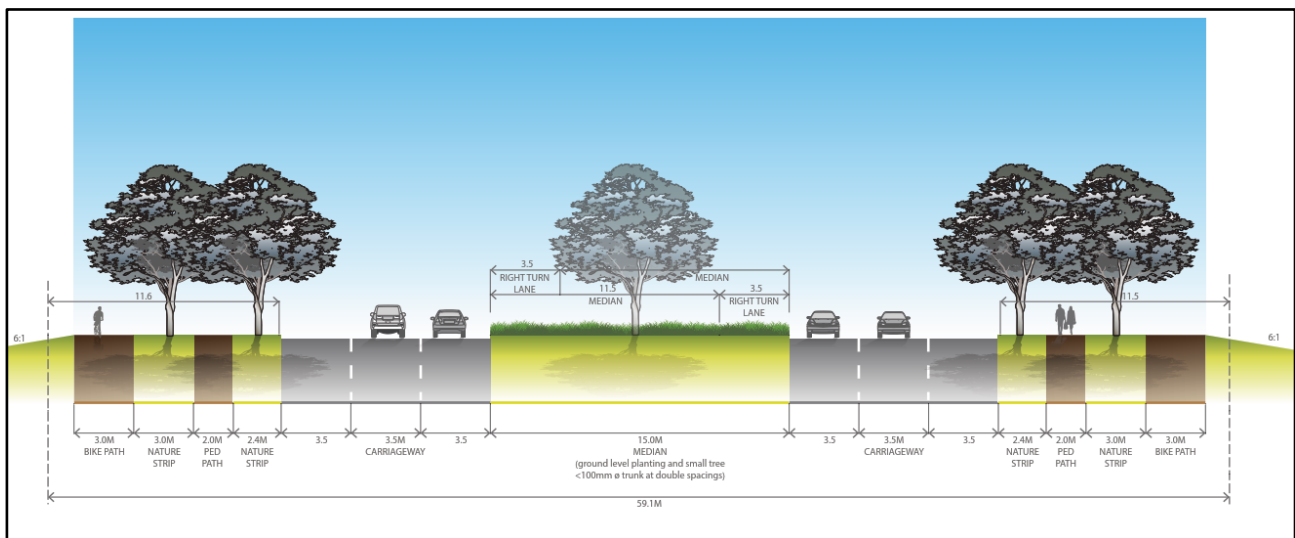 3.5
RIGHT TURN
LANE
MEDIAN
11.5
MEDIAN
3.5
RIGHT TURN
LANE
11.6
11.5
6:1
6:1
3.0M
BIKE PATH
3.0M
NATURE
STRIP
2.0M
PED
PATH
2.4M
NATURE
STRIP
3.5
3.5M
CARRIAGEWAY
3.5
15.0M
MEDIAN
(ground level planting and small tree
<100mm ø trunk at double spacings)
3.5
3.5M
CARRIAGEWAY
3.5
2.4M
NATURE
STRIP
2.0M
PED
PATH
3.0M
NATURE
STRIP
3.0M
BIKE PATH
59.1M